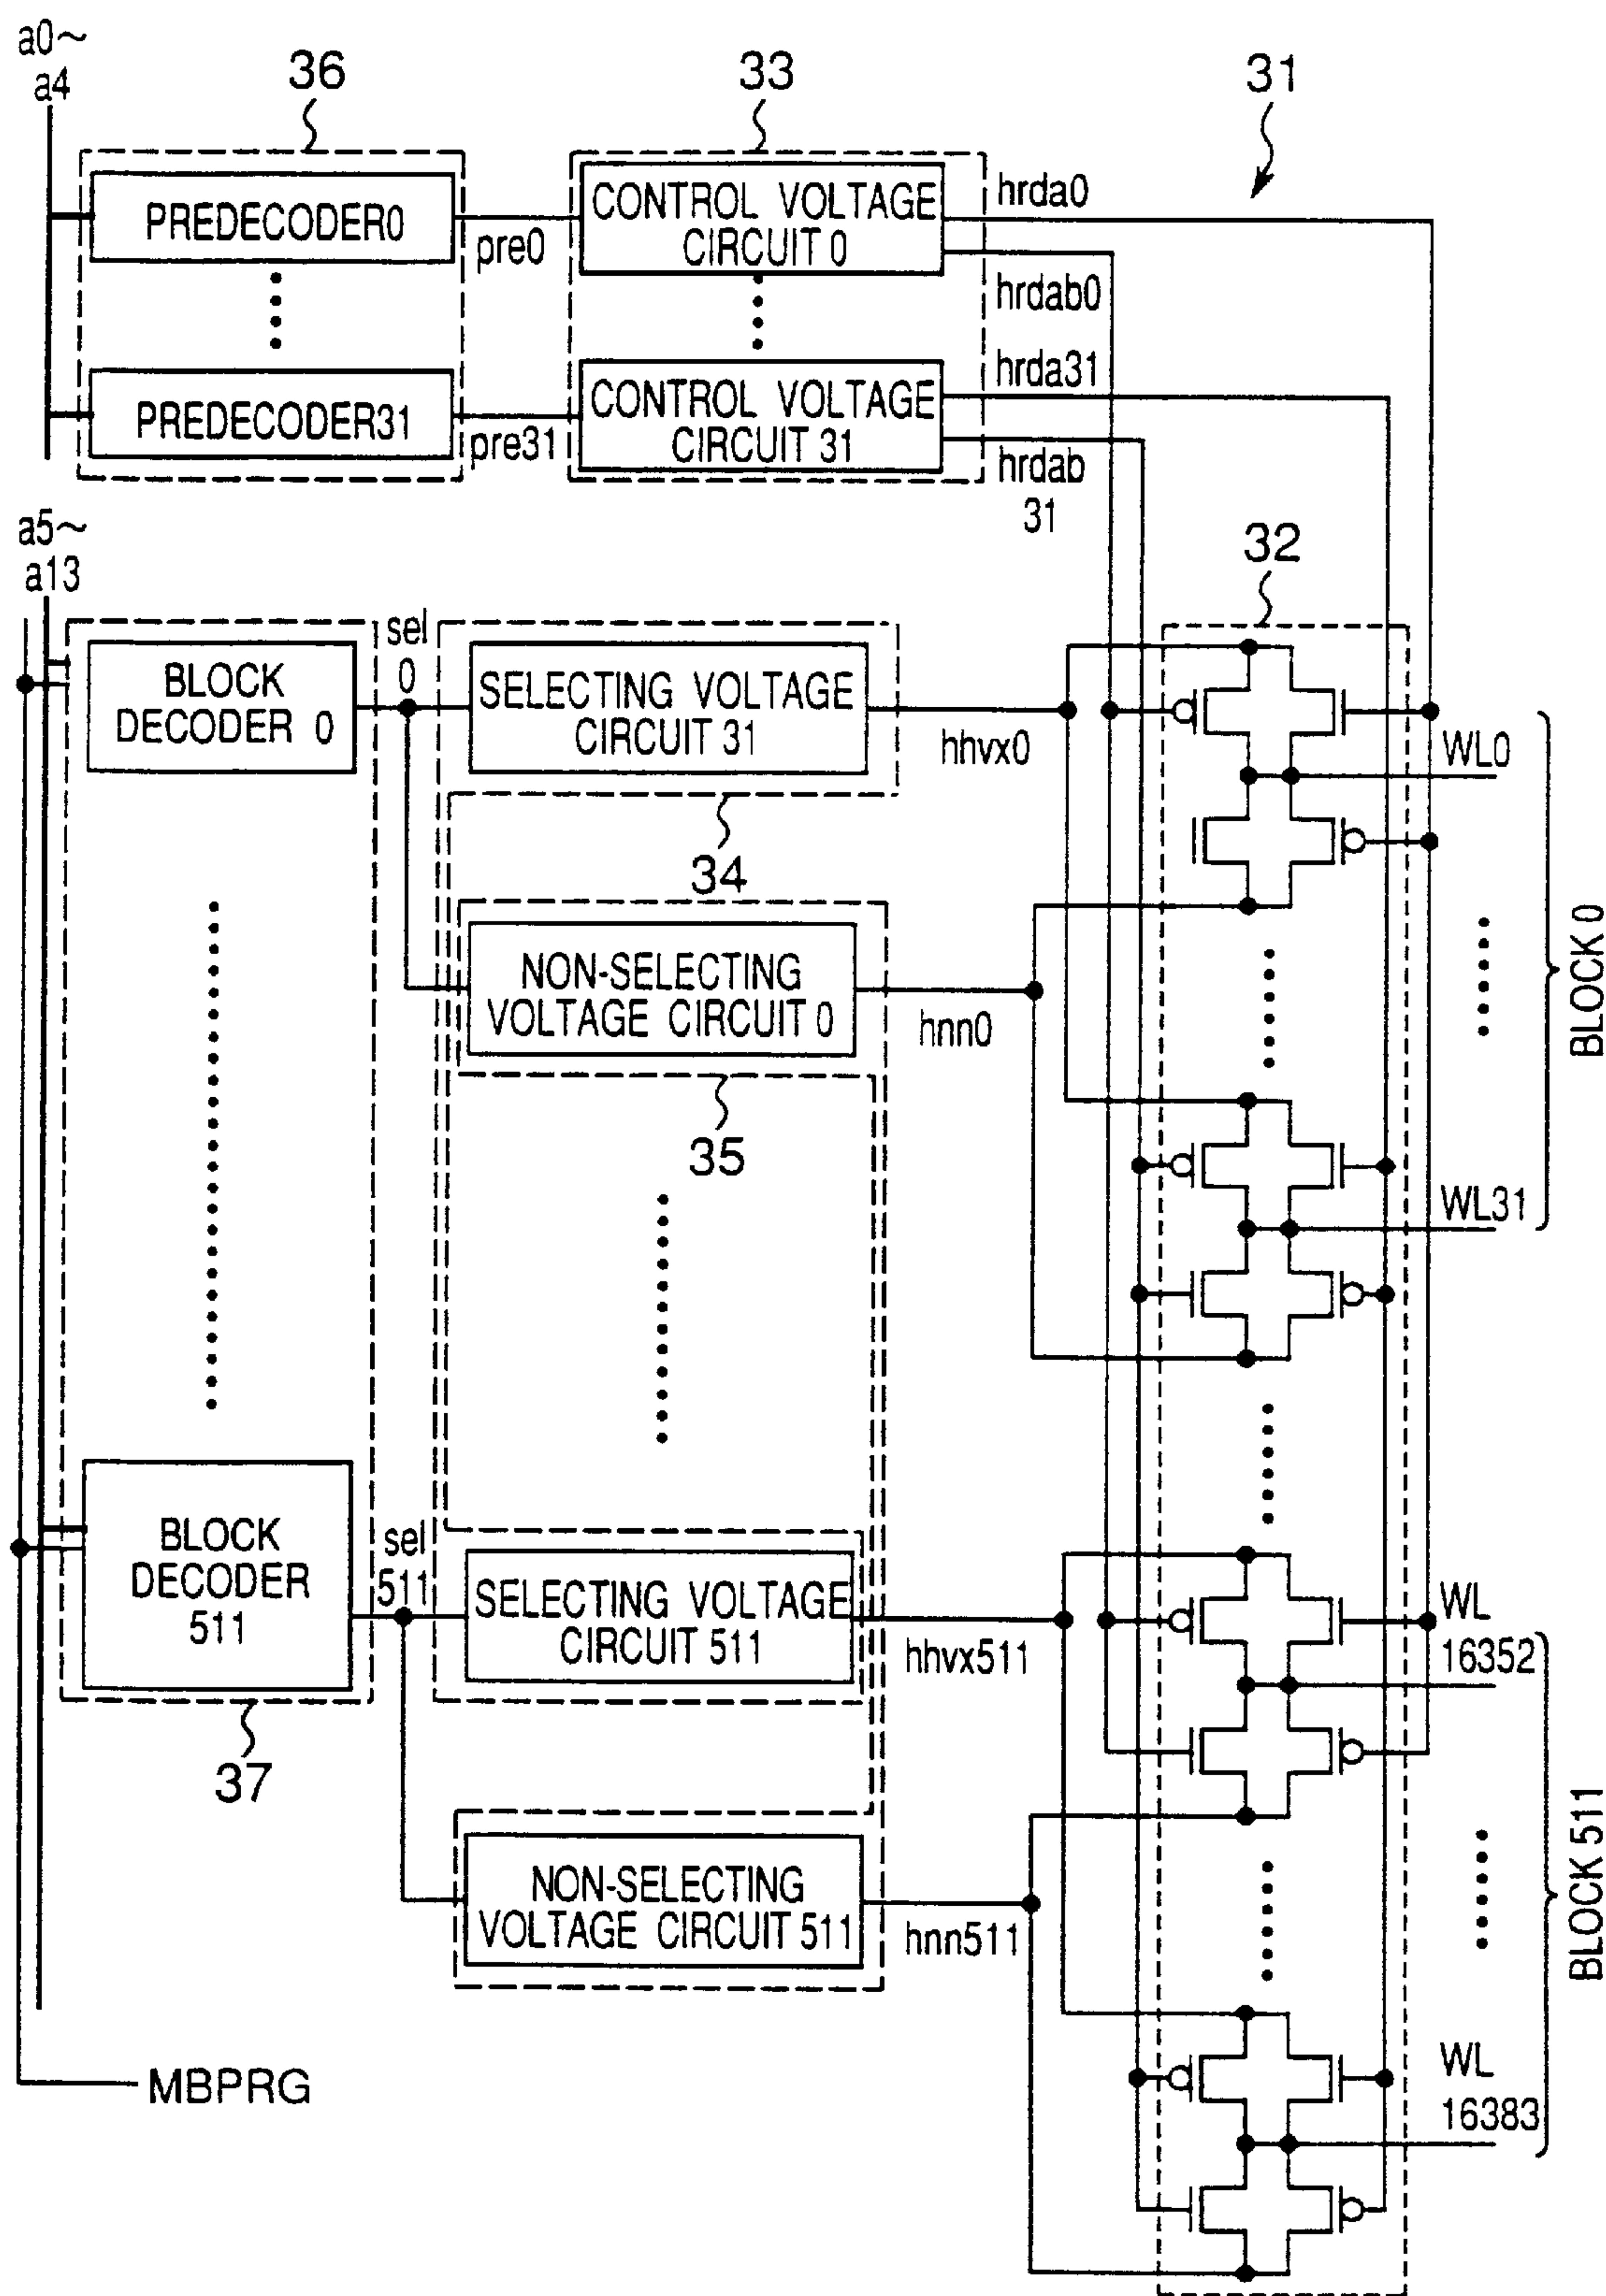 a0~
a4
36
33
31
PREDECODER0
pre0
CONTROL VOLTAGE
CIRCUIT 0
hrda0
hrdab0
PREDECODER31
pre31
CONTROL VOLTAGE
CIRCUIT 31
hrda31
hrdab
31
a5~
a13
32
BLOCK
DECODER 0
sel
0
SELECTING VOLTAGE
CIRCUIT 31
hhvx0
WL0
34
NON-SELECTING
VOLTAGE CIRCUIT 0
hnn0
BLOCK 0
35
WL31
BLOCK
DECODER
511
sel
511
SELECTING VOLTAGE
CIRCUIT 511
hhvx511
WL
16352
37
NON-SELECTING
VOLTAGE CIRCUIT 511
hnn511
BLOCK 511
WL
16383
MBPRG